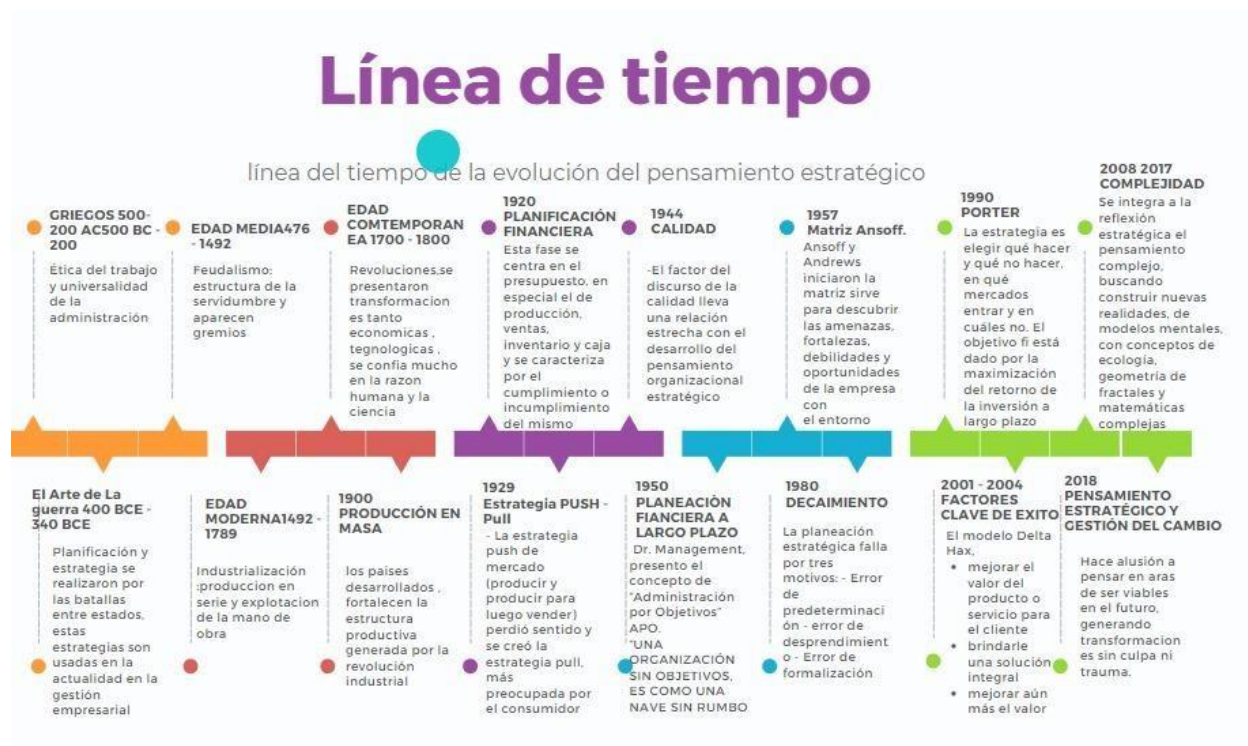 Línea de tiempo
línea del tiempo de la evolución del pensamiento estratégico
GRIEGOS 500-
200 AC500 BC -
200
Ética del trabajo
y universalidad
de la
administración
EDAD MEDIA476
- 1492
Feudalismo:
estructura de la
servidumbre y
aparecen
gremios
EDAD
COMTEMPORAN
EA 1700 - 1800
Revoluciones,se
presentaron
transformacion
es tanto
economicas ,
tegnologicas ,
se confia mucho
en la razon
humana y la
ciencia
1920
PLANIFICACIÓN
FINANCIERA
Esta fase se
centra en el
presupuesto, en
especial el de
producción,
ventas,
inventario y caja
y se caracteriza
por el
cumplimiento o
incumplimiento
del mismo
1944
CALIDAD
-El factor del
discurso de la
calidad lleva
una relación
estrecha con el
desarrollo del
pensamiento
organizacional
estratégico
1957
Matriz Ansoff.
Ansoff y
Andrews
iniciaron la
matriz sirve
para descubrir
las amenazas,
fortalezas,
debilidades y
oportunidades
de la empresa
con
el entorno
1990
PORTER
La estrategia es
elegir qué hacer
y qué no hacer,
en qué
mercados
entrar y en
cuáles no. El
objetivo fi está
dado por la
maximización
del retorno de
la inversión a
largo plazo
2008 2017
COMPLEJIDAD
Se integra a la
reflexión
estratégica el
pensamiento
complejo,
buscando
construir nuevas
realidades, de
modelos mentales,
con conceptos de
ecología,
geometría de
fractales y
matemáticas
complejas
El Arte de La
guerra 400 BCE -
340 BCE
Planificación y
estrategia se
realizaron por
las batallas
entre estados,
estas
estrategias son
usadas en la
actualidad en la
gestión
empresarial
EDAD
MODERNA1492 -
1789
Industrialización
:produccion en
serie y explotacion
de la mano de
obra
1900
PRODUCCIÓN EN
MASA
los paises
desarrollados ,
fortalecen la
estructura
productiva
generada por la
revolución
industrial
1929
Estrategia PUSH -
Pull
- La estrategia
push de
mercado
(producir y
producir para
luego vender)
perdió sentido y
se creó la
estrategia pull,
más
preocupada por
el consumidor
1950
PLANEACIÒN
FIANCIERA A
LARGO PLAZO
Dr. Management,
presento el
concepto de
"Administración
por Objetivos"
APO.
"UNA
ORGANIZACIÓN
SIN OBJETIVOS,
ES COMO UNA
NAVE SIN RUMBO
1980
DECAIMIENTO
La planeación
estratégica falla
por tres
motivos: - Error
de
predeterminaci
ón - error de
desprendimient
o - Error de
formalización
2001 - 2004
FACTORES
CLAVE DE EXITO
El modelo Delta
Hax,
• mejorar el
valor del
producto o
servicio para
el cliente
• brindarle
una solución
integral
• mejorar aún
más el valor
2018
PENSAMIENTO
ESTRATÉGICO Y
GESTIÓN DEL CAMBIO
Hace alusión a
pensar en aras
de ser viables
en el futuro,
generando
transformacion
es sin culpa ni
trauma.